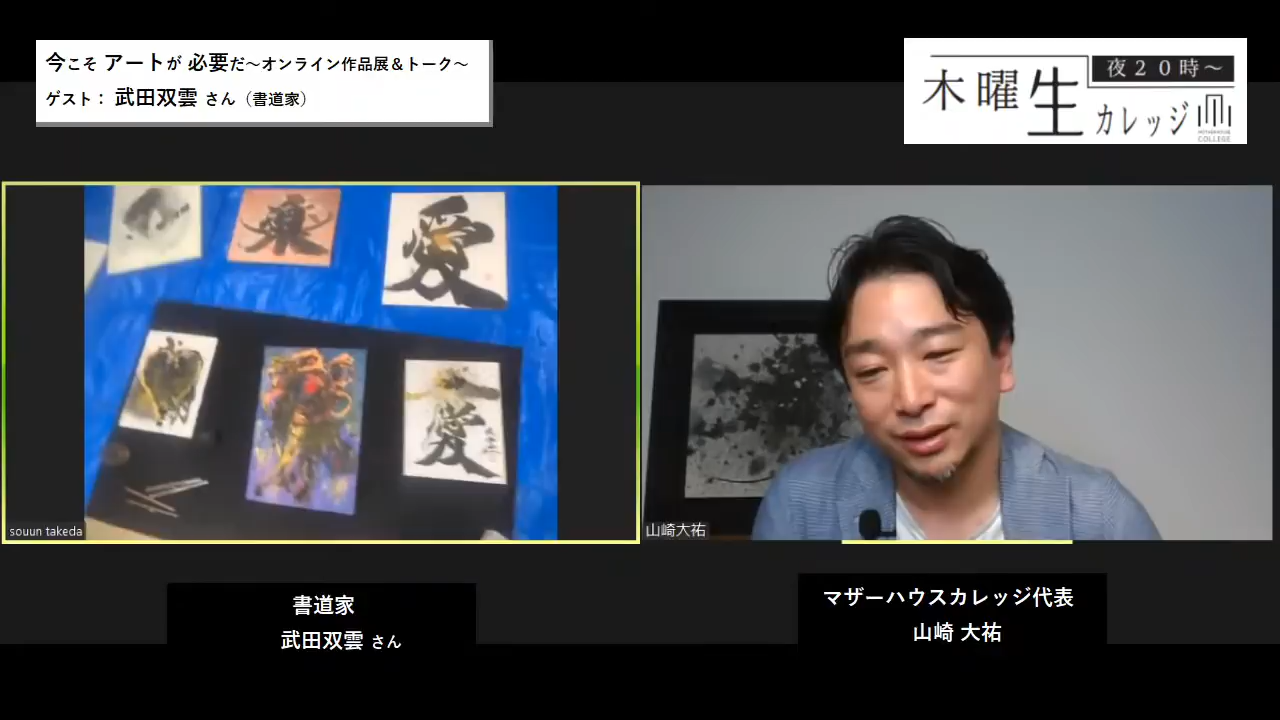 今こそ アートが 必要だ～オンライン作品展＆トーク～
ゲスト： 武田双雲 さん（書道家）
木曜生カレッジ
夜２０時～
MOTHERHOUSE
COLLEGE
楽
愛
愛
souun takeda
山崎大祐
書道家
武田双雲 さん
マザーハウスカレッジ代表
山崎 大祐